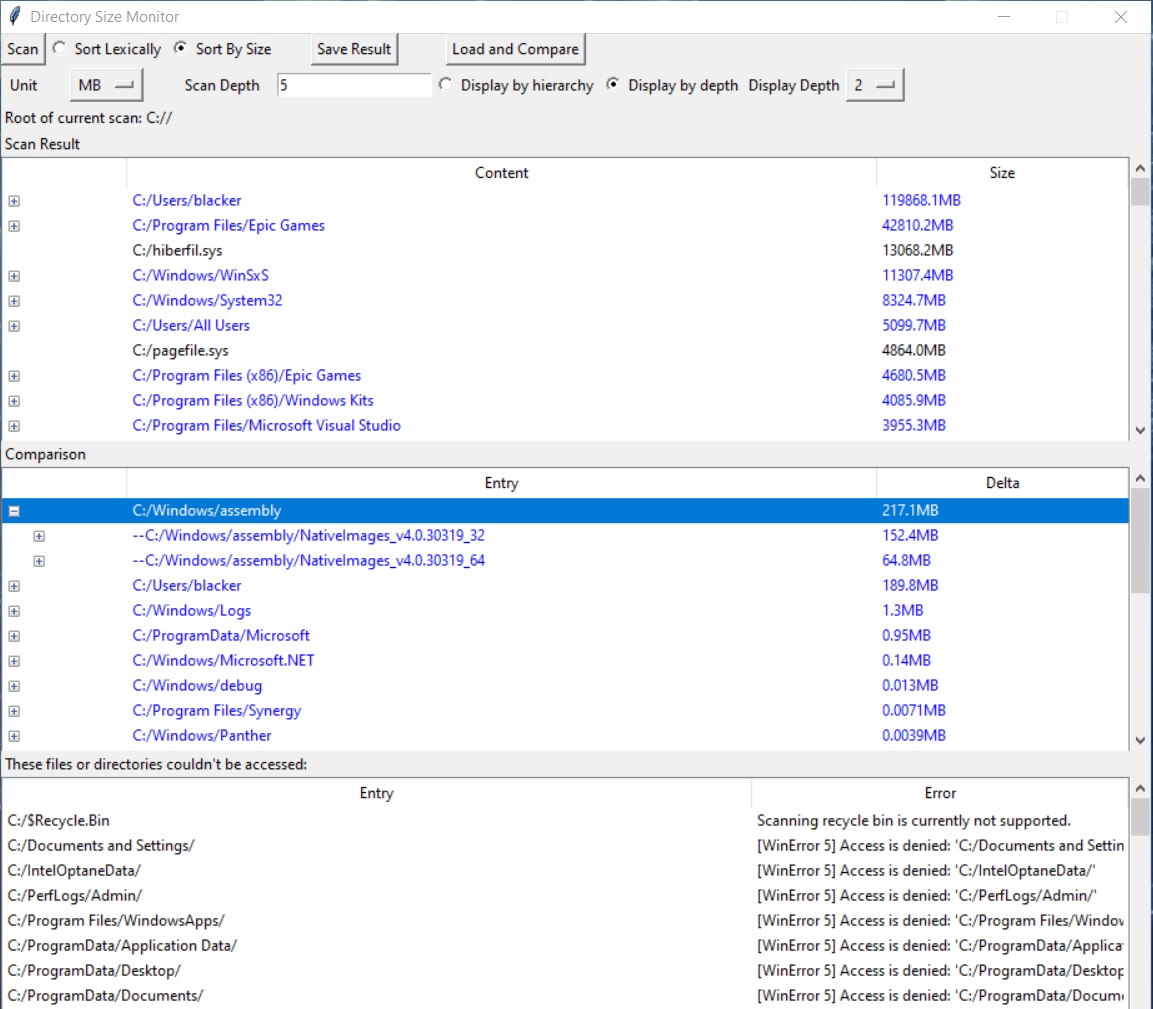 Directory Size Monitor
Scan Sort Lexically Sort By Size Save Result Load and Compare
Unit MB Scan Depth 5 Display by hierarchy Display by depth Display Depth 2
Root of current scan: C://
Scan Result
Content Size
C:/Users/blacker 119868.1MB
C:/Program Files/Epic Games 42810.2MB
C:/hiberfil.sys 13068.2MB
C:/Windows/WinSxS 11307.4MB
C:/Windows/System32 8324.7MB
C:/Users/All Users 5099.7MB
C:/pagefile.sys 4864.0MB
C:/Program Files (x86)/Epic Games 4680.5MB
C:/Program Files (x86)/Windows Kits 4085.9MB
C:/Program Files/Microsoft Visual Studio 3955.3MB
Comparison
Entry Delta
C:/Windows/assembly 217.1MB
--C:/Windows/assembly/NativeImages_v4.0.30319_32 152.4MB
--C:/Windows/assembly/NativeImages_v4.0.30319_64 64.8MB
C:/Users/blacker 189.8MB
C:/Windows/Logs 1.3MB
C:/ProgramData/Microsoft 0.95MB
C:/Windows/Microsoft.NET 0.14MB
C:/Windows/debug 0.013MB
C:/Program Files/Synergy 0.0071MB
C:/Windows/Panther 0.0039MB
These files or directories couldn't be accessed:
Entry Error
C:/$Recycle.Bin Scanning recycle bin is currently not supported.
C:/Documents and Settings/ [WinError 5] Access is denied: 'C:/Documents and Settin
C:/IntelOptaneData/ [WinError 5] Access is denied: 'C:/IntelOptaneData/'
C:/PerfLogs/Admin/ [WinError 5] Access is denied: 'C:/PerfLogs/Admin/'
C:/Program Files/WindowsApps/ [WinError 5] Access is denied: 'C:/Program Files/Window
C:/ProgramData/Application Data/ [WinError 5] Access is denied: 'C:/ProgramData/Applica
C:/ProgramData/Desktop/ [WinError 5] Access is denied: 'C:/ProgramData/Desktop
C:/ProgramData/Documents/ [WinError 5] Access is denied: 'C:/ProgramData/Docum